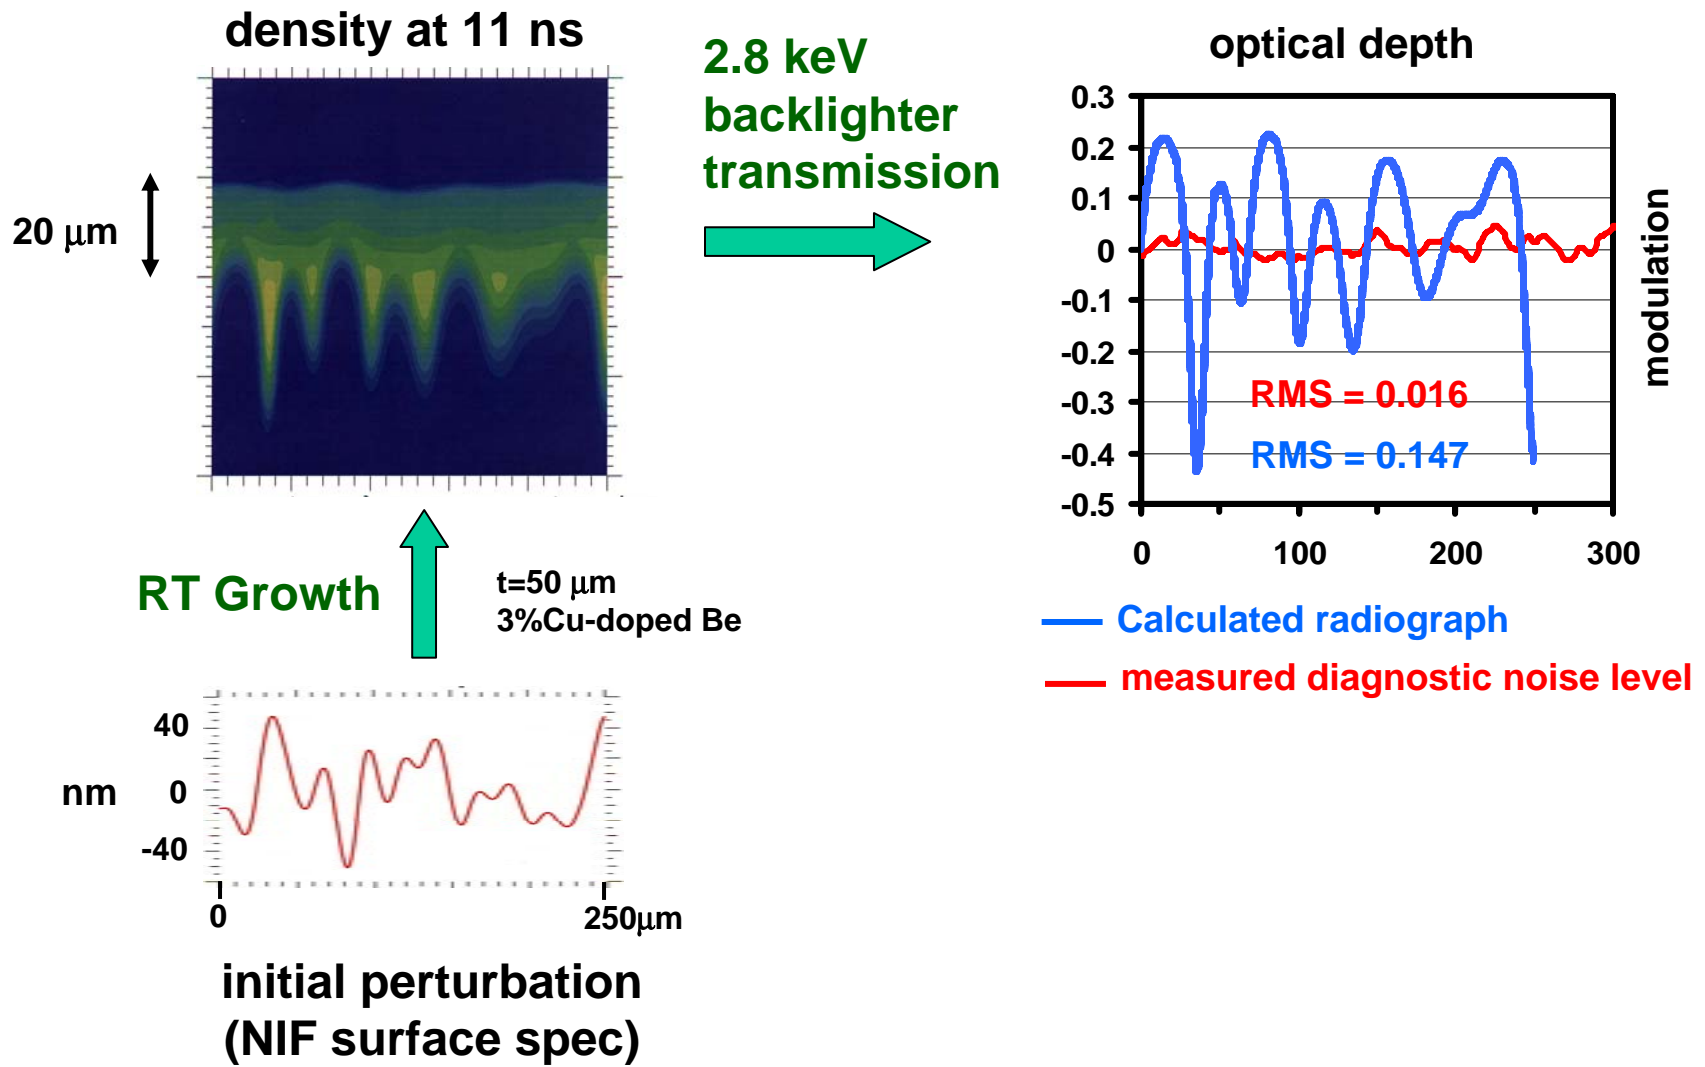 density at 11 ns
20 μm
2.8 keV
backlighter
transmission
optical depth
0.3
0.2
0.1
0
-0.1
-0.2
-0.3
-0.4
-0.5
RMS = 0.016
RMS = 0.147
0
100
200
300
modulation
Calculated radiograph
measured diagnostic noise level
RT Growth
t=50 μm
3%Cu-doped Be
nm
40
0
-40
0
250μm
initial perturbation
(NIF surface spec)